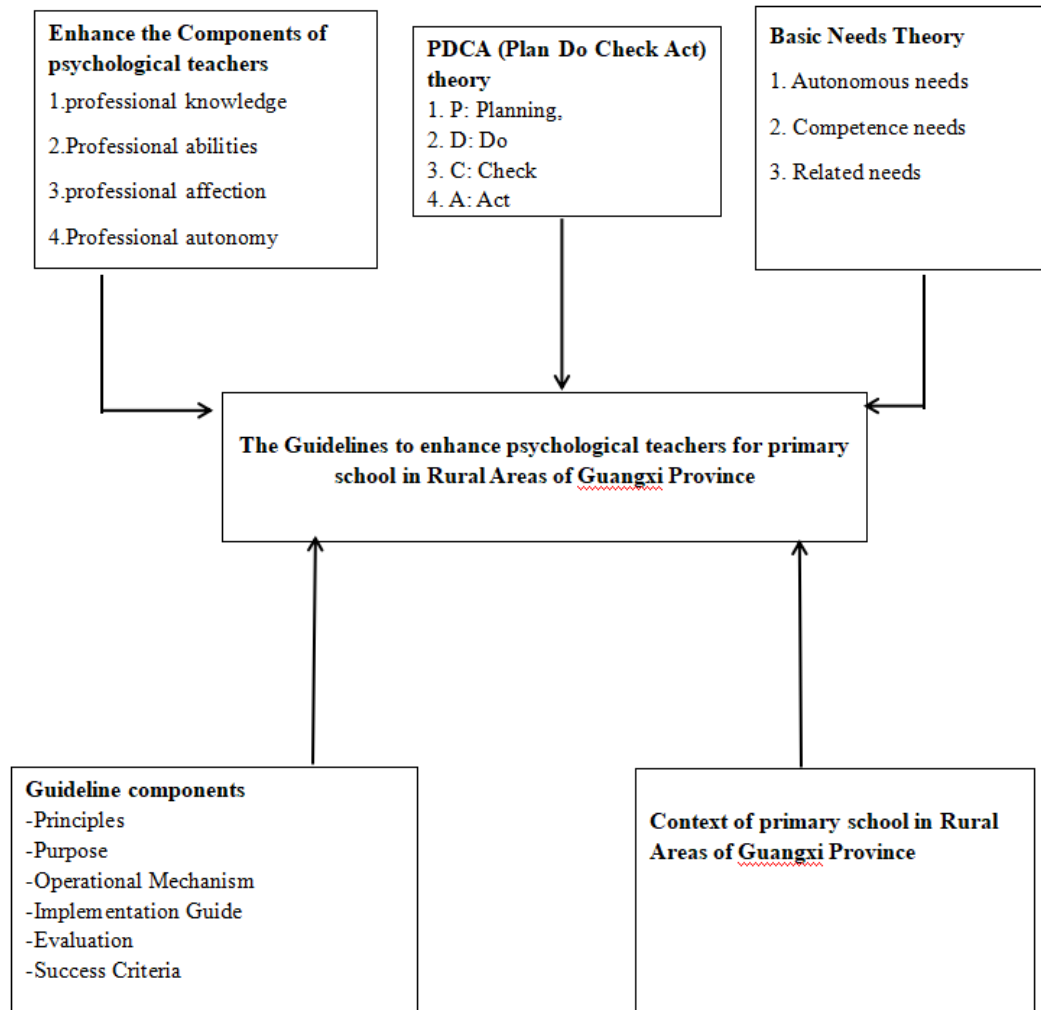 Enhance the Components of
psychological teachers
1.professional knowledge
2.Professional abilities
3.professional affection
4.Professional autonomy
PDCA (Plan Do Check Act)
theory
1. P: Planning,
2. D: Do
3. C: Check
4. A: Act
Basic Needs Theory
1. Autonomous needs
2. Competence needs
3. Related needs
The Guidelines to enhance psychological teachers for primary
school in Rural Areas of Guangxi Province
Guideline components
-Principles
-Purpose
-Operational Mechanism
-Implementation Guide
-Evaluation
-Success Criteria
Context of primary school in Rural
Areas of Guangxi Province